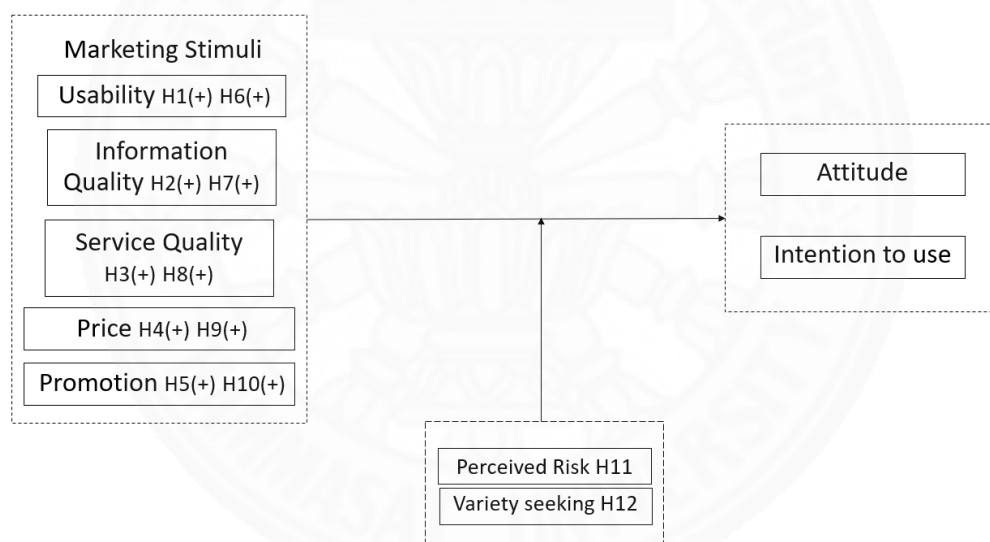 Marketing Stimuli
Usability H1(+) H6(+)
Information
Quality H2(+) H7(+)
Service Quality
H3(+) H8(+)
Price H4(+) H9(+)
Promotion H5(+) H10(+)
Attitude
Intention to use
Perceived Risk H11
Variety seeking H12
UNIVERSITY